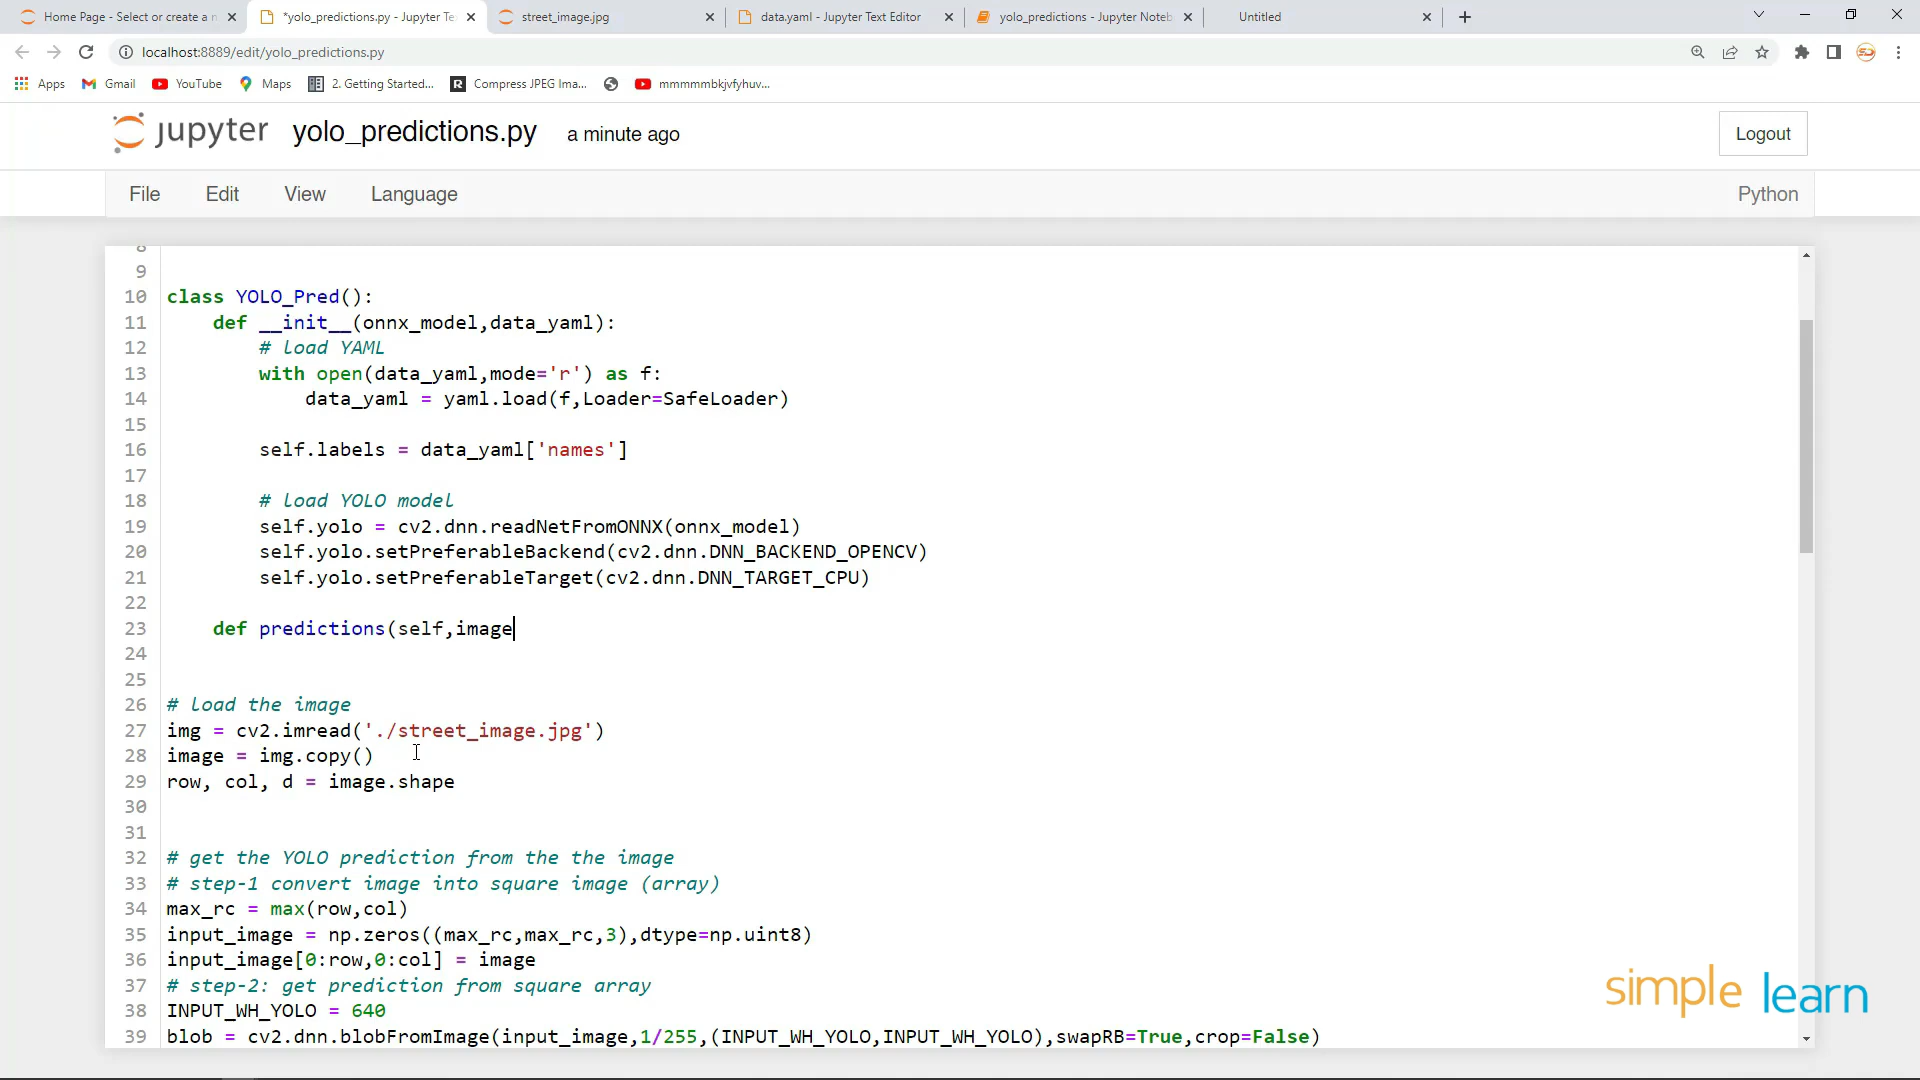 Home Page - Select or create a n
*yolo_predictions.py - Jupyter Te
street_image.jpg
data.yaml - Jupyter Text Editor
yolo_predictions - Jupyter Noteb
Untitled
localhost:8889/edit/yolo_predictions.py
Apps
Gmail
YouTube
Maps
2. Getting Started...
R
Compress JPEG Ima...
mmmmmbkjvfyhuv...
jupyter yolo_predictions.py a minute ago
Logout
File Edit View Language
Python
8
9
10 class YOLO_Pred():
11 def __init__(onnx_model,data_yaml):
12 # load YAML
13 with open(data_yaml,mode='r') as f:
14 data_yaml = yaml.load(f,Loader=SafeLoader)
15
16 self.labels = data_yaml['names']
17
18 # load YOLO model
19 self.yolo = cv2.dnn.readNetFromONNX(onnx_model)
20 self.yolo.setPreferableBackend(cv2.dnn.DNN_BACKEND_OPENCV)
21 self.yolo.setPreferableTarget(cv2.dnn.DNN_TARGET_CPU)
22
23 def predictions(self,image
24
25
26 # load the image
27 img = cv2.imread('./street_image.jpg')
28 image = img.copy()
29 row, col, d = image.shape
30
31
32 # get the YOLO prediction from the the image
33 # step-1 convert image into square image (array)
34 max_rc = max(row,col)
35 input_image = np.zeros((max_rc,max_rc,3),dtype=np.uint8)
36 input_image[0:row,0:col] = image
37 # step-2: get prediction from square array
38 INPUT_WH_YOLO = 640
39 blob = cv2.dnn.blobFromImage(input_image,1/255,(INPUT_WH_YOLO,INPUT_WH_YOLO),swapRB=True,crop=False)
simple learn